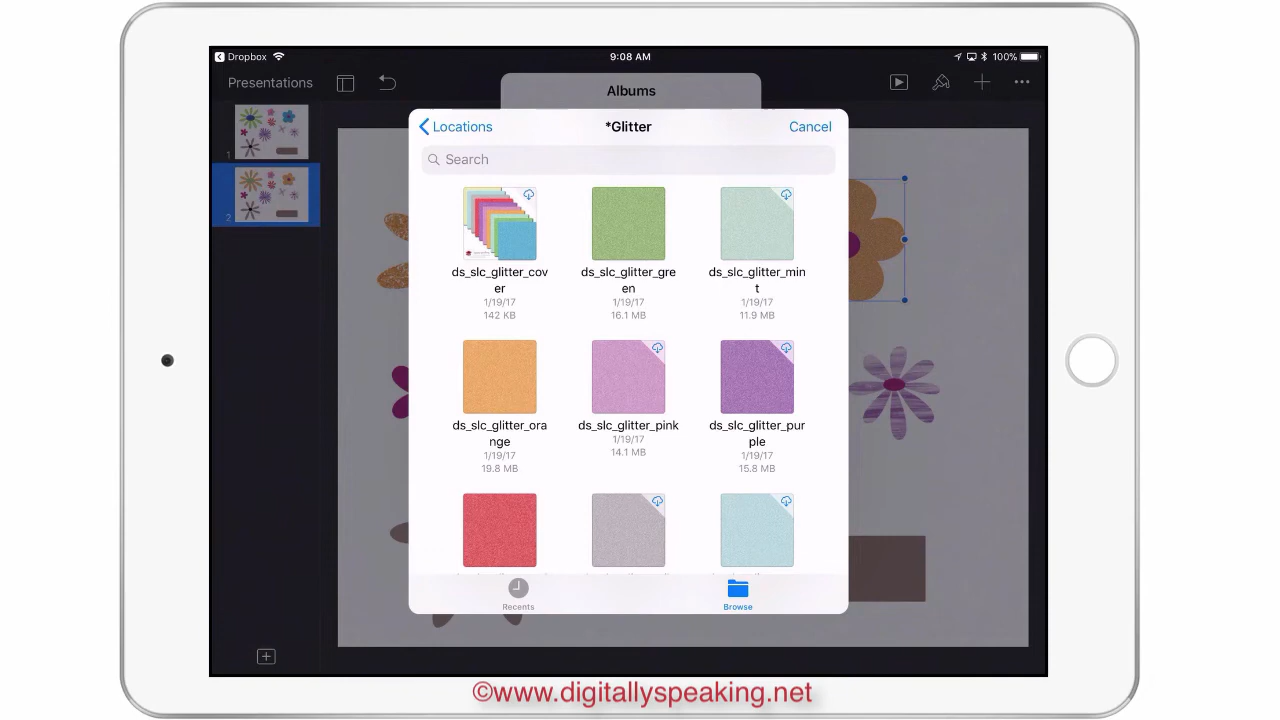 Dropbox
9:08 AM
100%
Presentations
Albums
Locations
*Glitter
Cancel
Search
1
2
ds_slc_glitter_cov
er
1/19/17
142 KB
ds_slc_glitter_gre
en
1/19/17
16.1 MB
ds_slc_glitter_min
t
1/19/17
11.9 MB
ds_slc_glitter_ora
nge
1/19/17
19.8 MB
ds_slc_glitter_pink
1/19/17
14.1 MB
ds_slc_glitter_pur
ple
1/19/17
15.8 MB
Recents
Browse
©www.digitallyspeaking.net